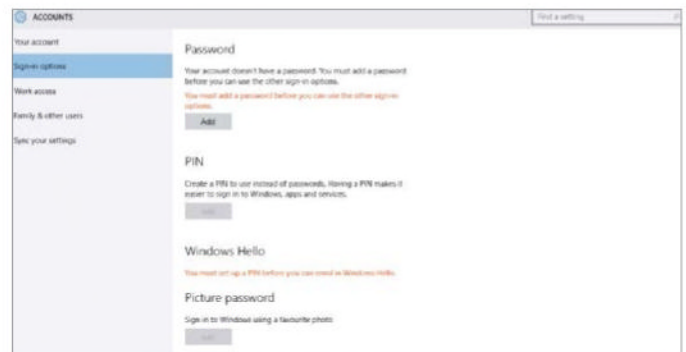 ACCOUNTS
Find a setting
Your account
Sign-in options
Work access
Family & other users
Sync your settings
Password
Your account doesn't have a password. You must add a password
before you can use the other sign-in options.
You must add a password before you can use the other sign-in
options.
Add
PIN
Create a PIN to use instead of passwords. Having a PIN makes it
easier to sign in to Windows, apps and services.
Add
Windows Hello
You must set up a PIN before you can enrol in Windows Hello.
Picture password
Sign in to Windows using a favourite photo
Add